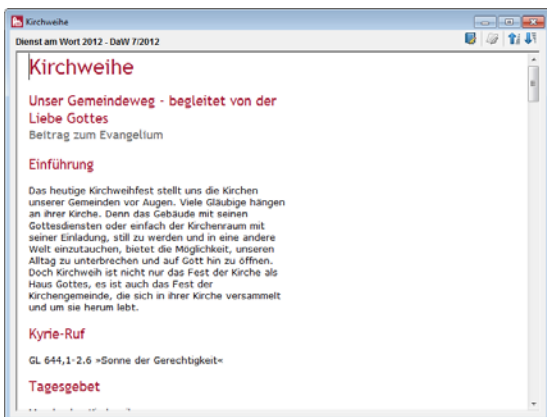 Kirchweihe
Dienst am Wort 2012 - DaW 7/2012
Kirchweihe
Unser Gemeindeweg - begleitet von der
Liebe Gottes
Beitrag zum Evangelium
Einführung
Das heutige Kirchweihfest stellt uns die Kirchen
unserer Gemeinden vor Augen. Viele Gläubige hängen
an ihrer Kirche. Denn das Gebäude mit seinen
Gottesdiensten oder einfach der Kirchenraum mit
seiner Einladung, still zu werden und in eine andere
Welt einzutauchen, bietet die Möglichkeit, unseren
Alltag zu unterbrechen und auf Gott hin zu öffnen.
Doch Kirchweih ist nicht nur das Fest der Kirche als
Haus Gottes, es ist auch das Fest der
Kirchengemeinde, die sich in ihrer Kirche versammelt
und um sie herum lebt.
Kyrie-Ruf
GL 644,1-2.6 »Sonne der Gerechtigkeit«
Tagesgebet